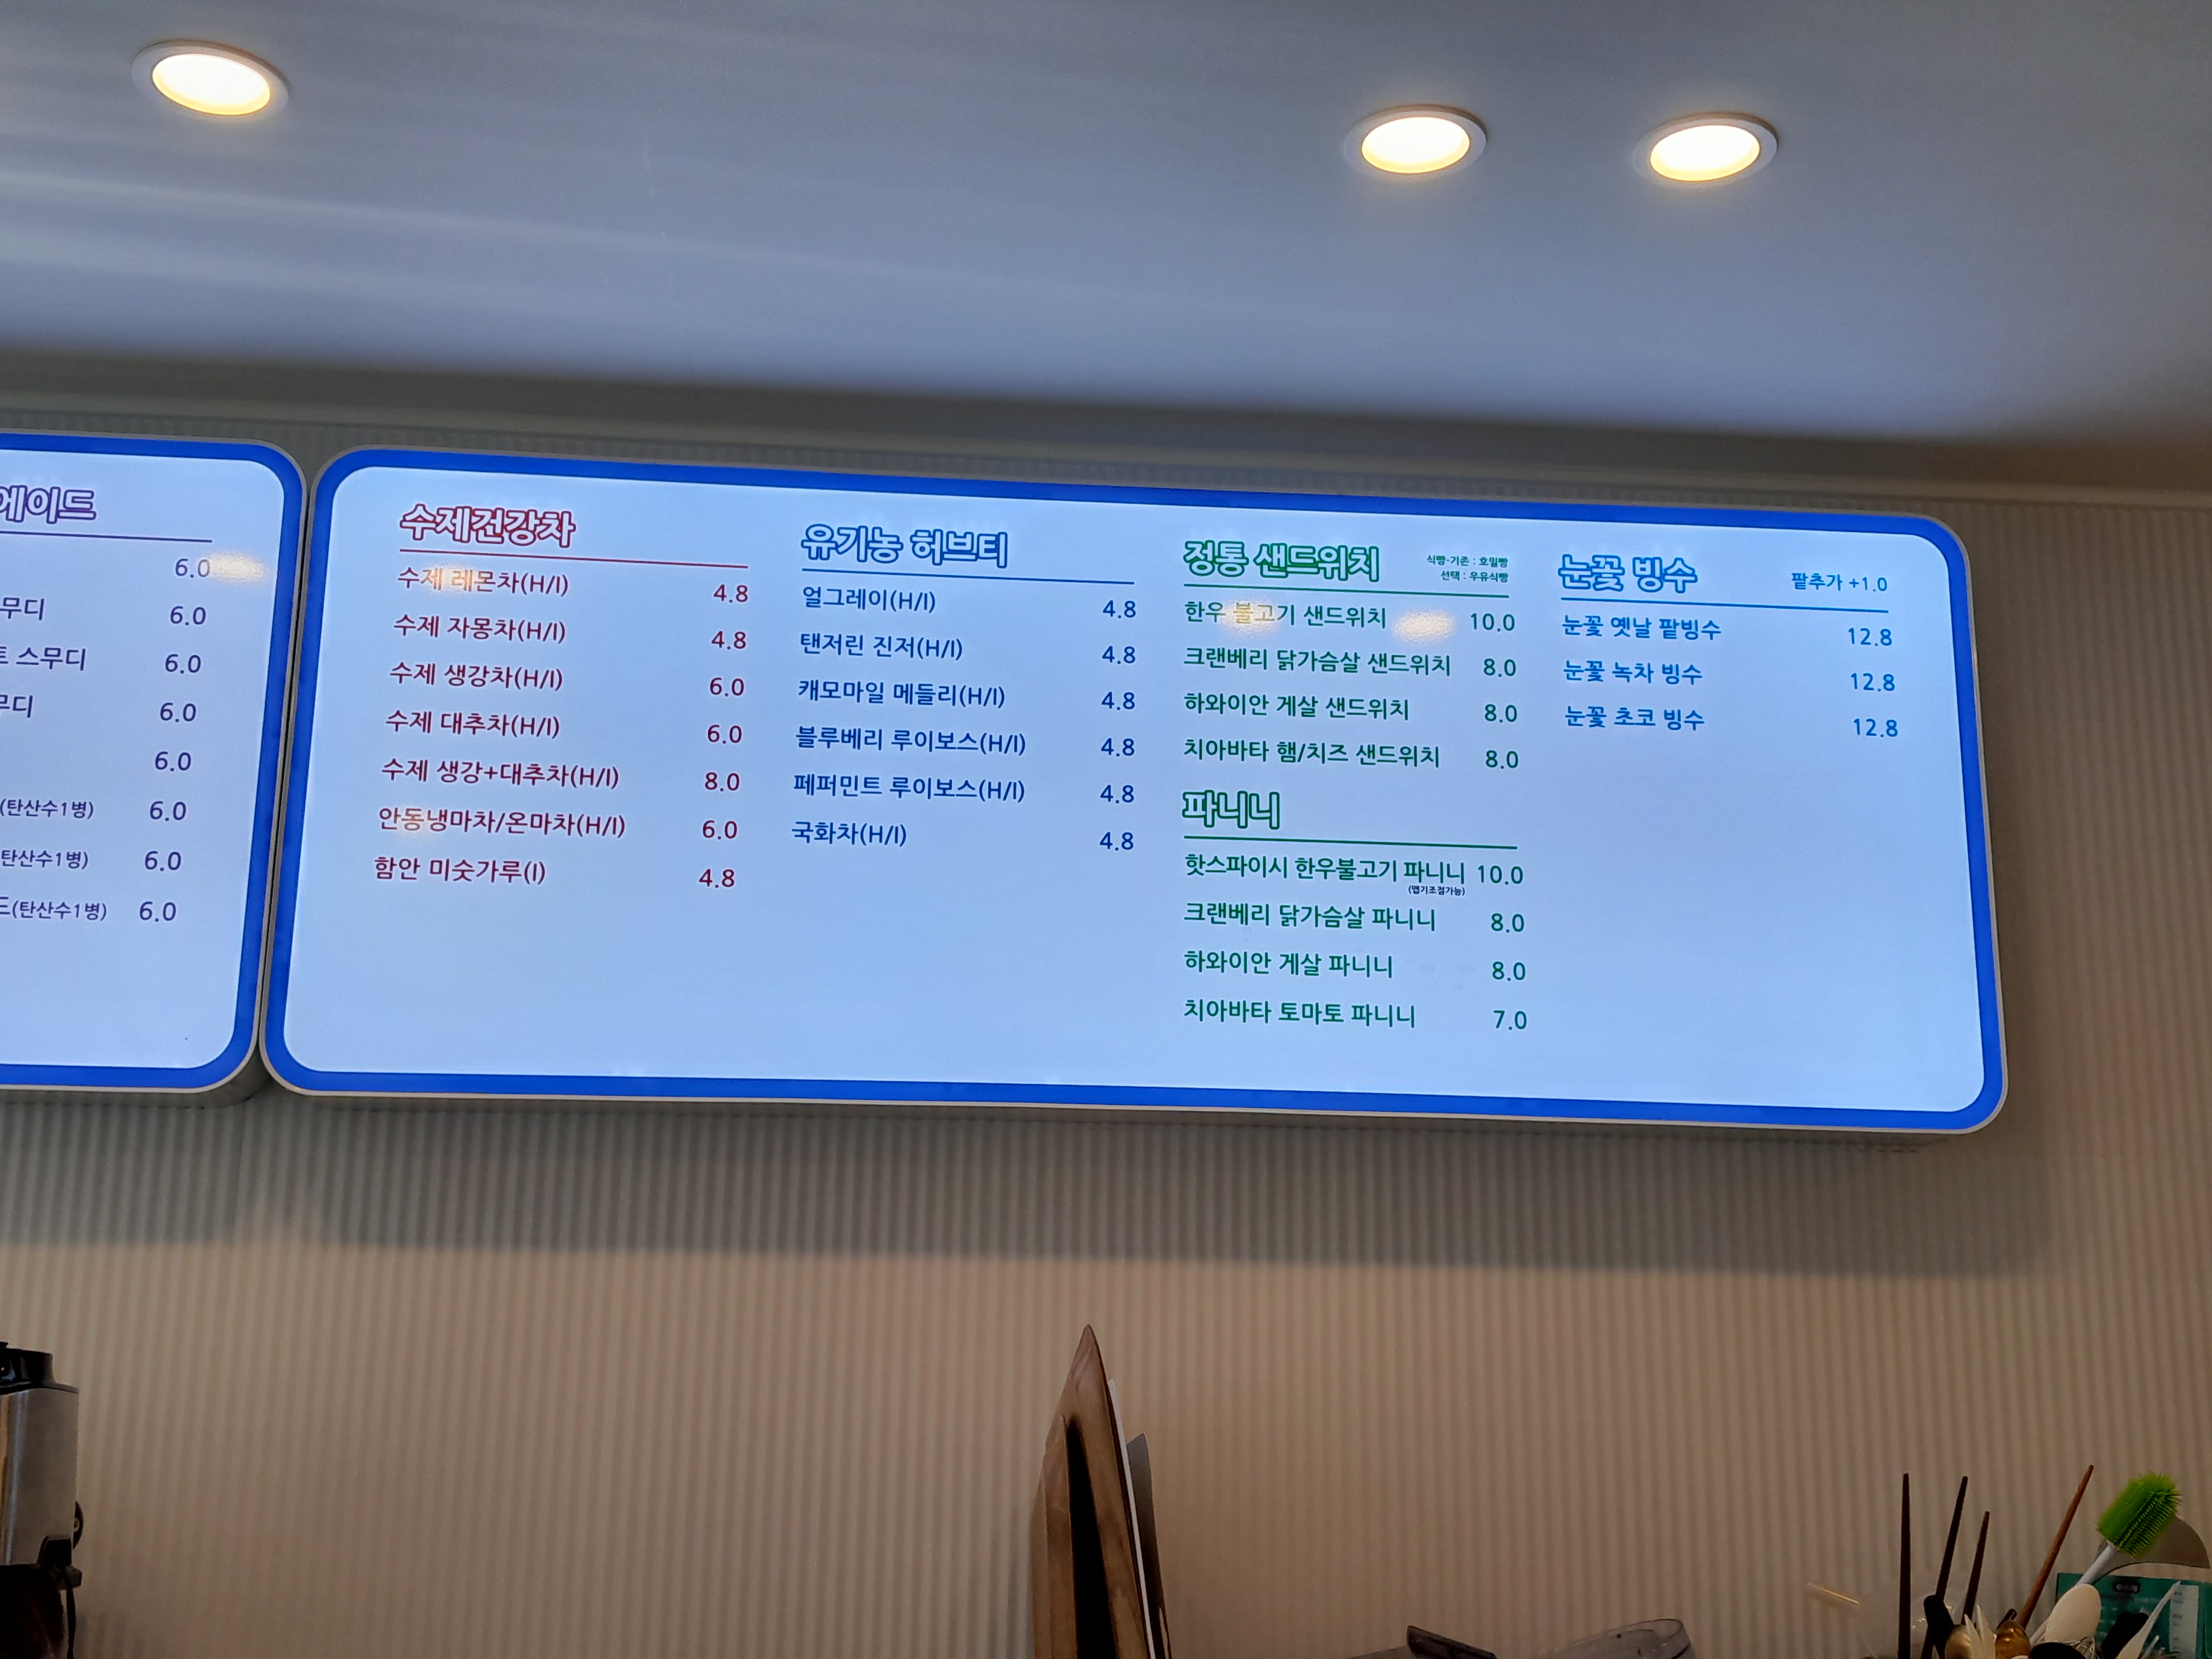 에이드
6.0
무디 6.0
트 스무디 6.0
무디 6.0
6.0
(탄산수1병) 6.0
(탄산수1병) 6.0
드(탄산수1병) 6.0
수제건강차
수제 레몬차(H/I) 4.8
수제 자몽차(H/I) 4.8
수제 생강차(H/I) 6.0
수제 대추차(H/I) 6.0
수제 생강+대추차(H/I) 8.0
안동냉마차/온마차(H/I) 6.0
함안 미숫가루(I) 4.8
유기농 허브티
얼그레이(H/I) 4.8
탠저린 진저(H/I) 4.8
캐모마일 메들리(H/I) 4.8
블루베리 루이보스(H/I) 4.8
페퍼민트 루이보스(H/I) 4.8
국화차(H/I) 4.8
정통 샌드위치
식빵-기존 : 호밀빵
선택 : 우유식빵
한우 불고기 샌드위치 10.0
크랜베리 닭가슴살 샌드위치 8.0
하와이안 게살 샌드위치 8.0
치아바타 햄/치즈 샌드위치 8.0
파니니
핫스파이시 한우불고기 파니니 10.0
(맵기조절가능)
크랜베리 닭가슴살 파니니 8.0
하와이안 게살 파니니 8.0
치아바타 토마토 파니니 7.0
눈꽃 빙수 팥추가 +1.0
눈꽃 옛날 팥빙수 12.8
눈꽃 녹차 빙수 12.8
눈꽃 초코 빙수 12.8